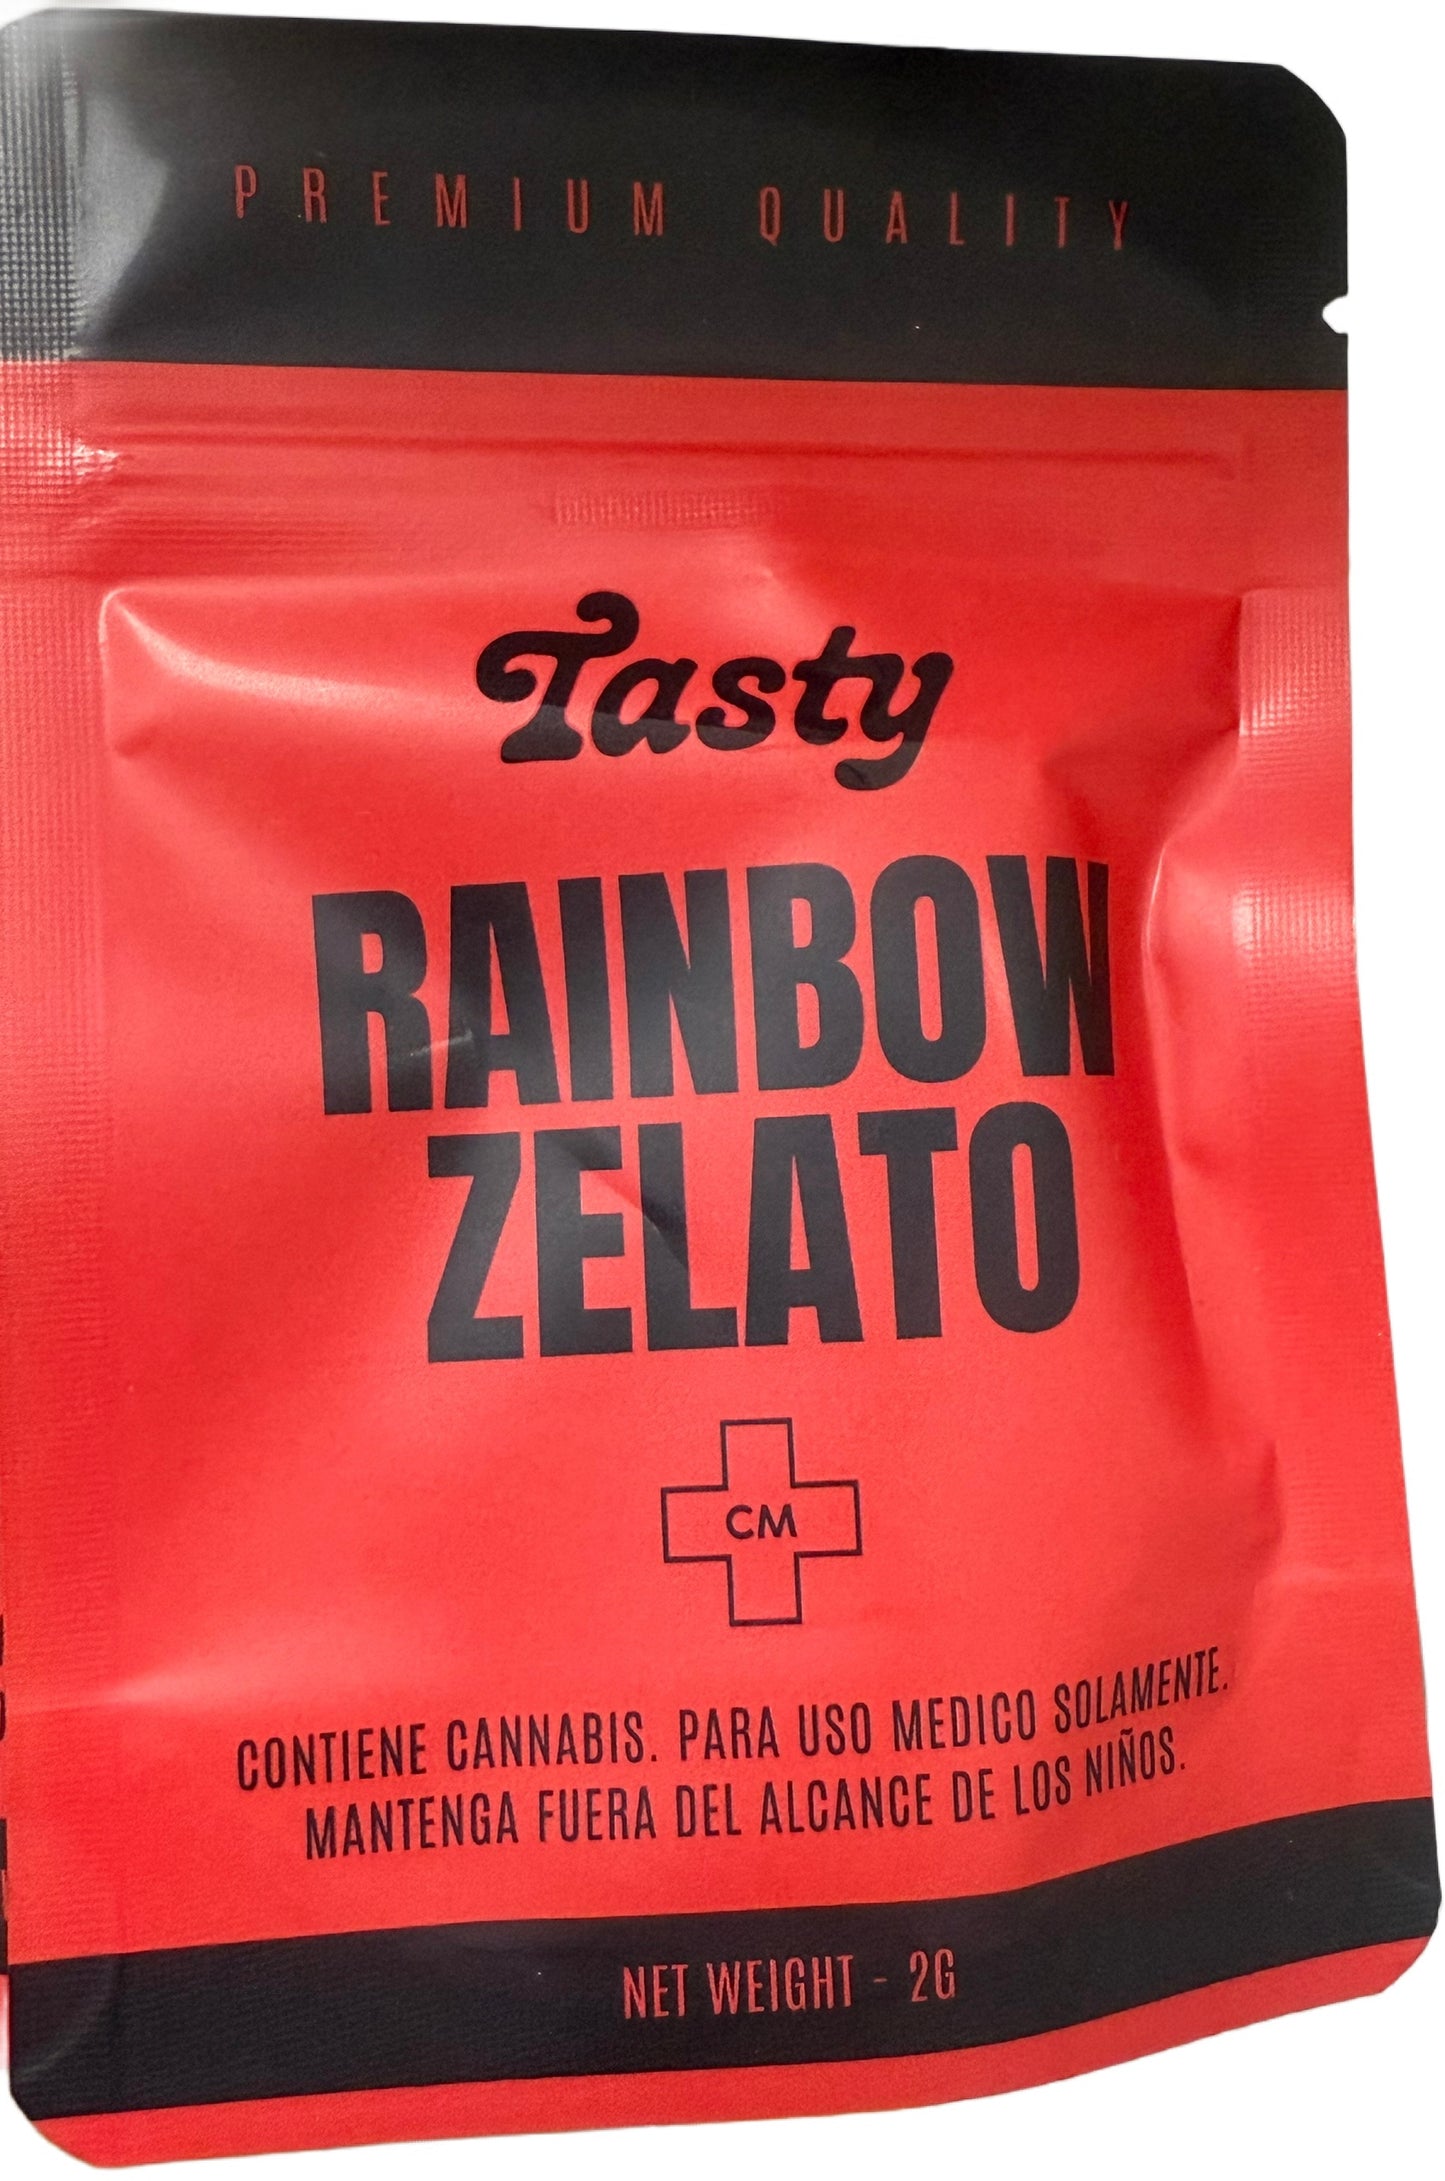 PREMIUM QUALITY
Tasty
RAINBOW
ZELATO
CM
CONTIENE CANNABIS. PARA USO MEDICO SOLAMENTE.
MANTENGA FUERA DEL ALCANCE DE LOS NIÑOS.
NET WEIGHT - 2G